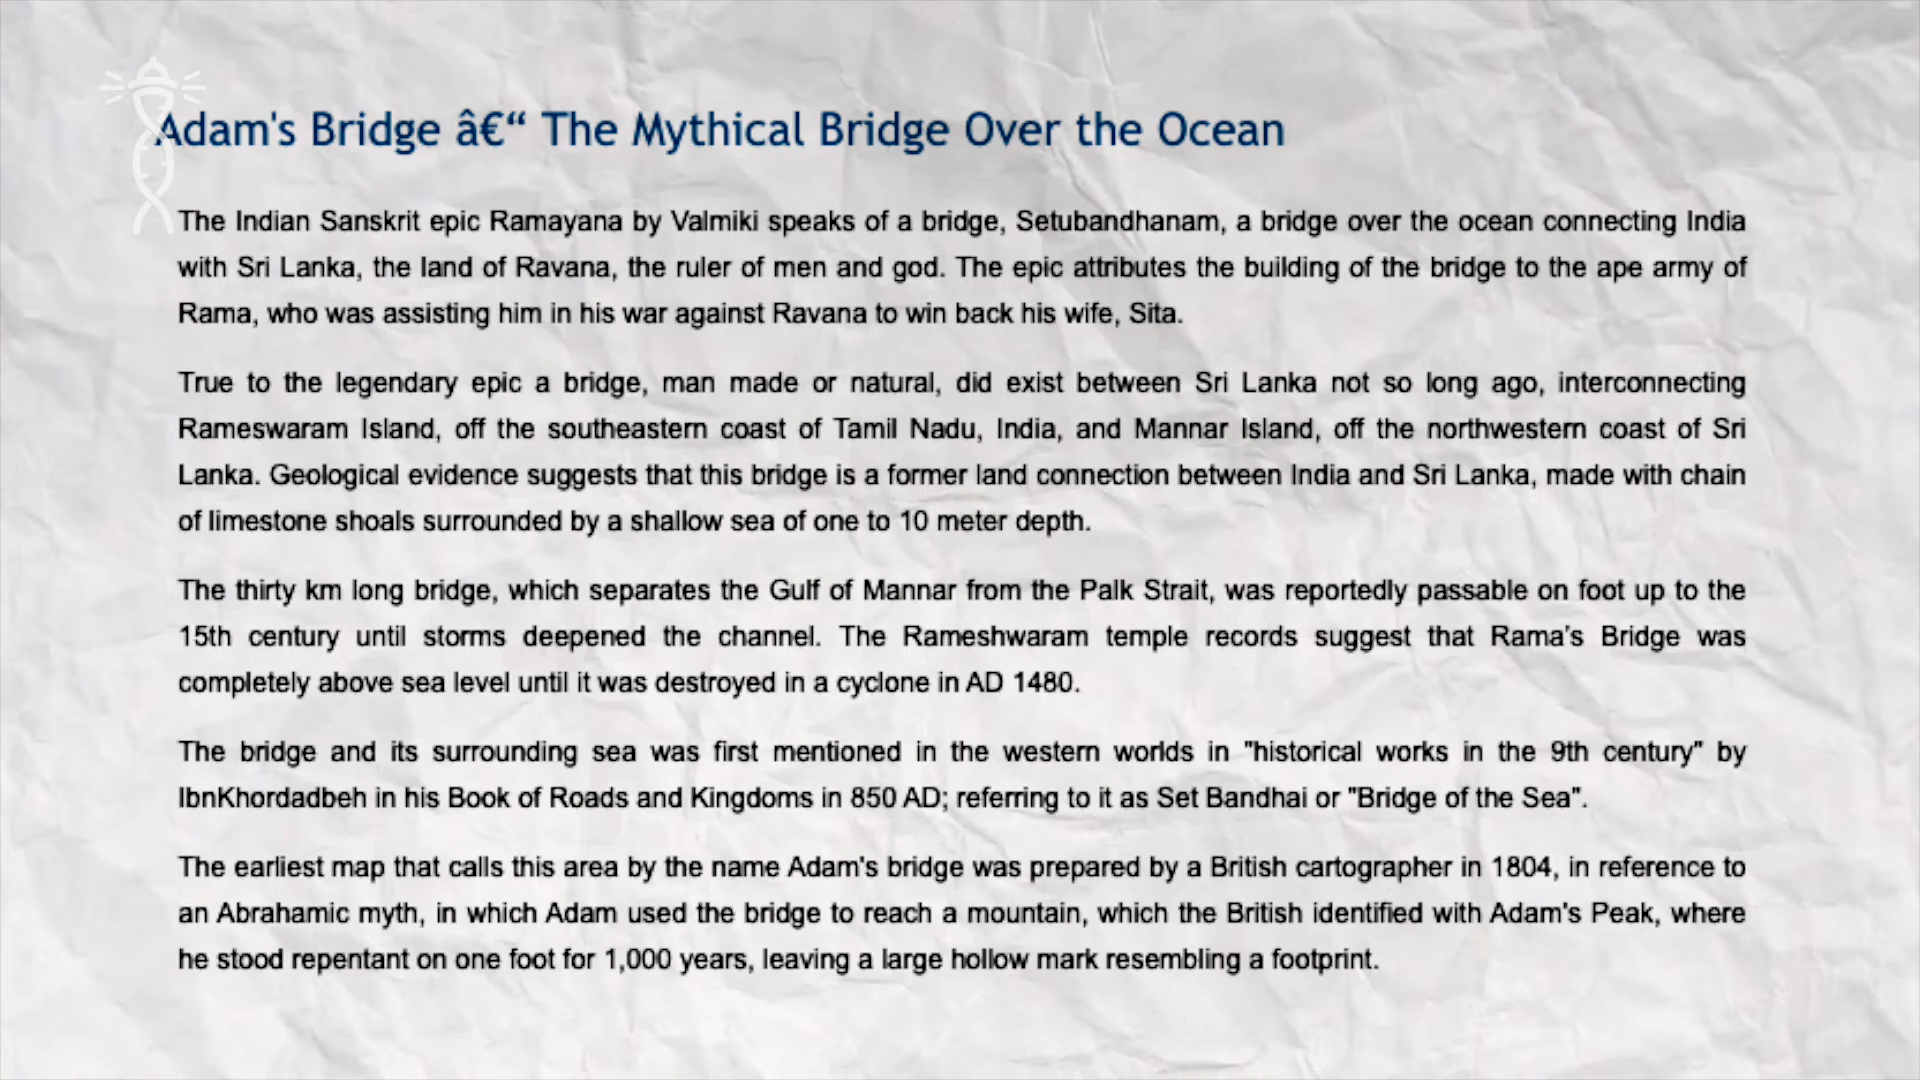 Adam's Bridge â€“ The Mythical Bridge Over the Ocean
The Indian Sanskrit epic Ramayana by Valmiki speaks of a bridge, Setubandhanam, a bridge over the ocean connecting India
with Sri Lanka, the land of Ravana, the ruler of men and god. The epic attributes the building of the bridge to the ape army of
Rama, who was assisting him in his war against Ravana to win back his wife, Sita.
True to the legendary epic a bridge, man made or natural, did exist between Sri Lanka not so long ago, interconnecting
Rameswaram Island, off the southeastern coast of Tamil Nadu, India, and Mannar Island, off the northwestern coast of Sri
Lanka. Geological evidence suggests that this bridge is a former land connection between India and Sri Lanka, made with chain
of limestone shoals surrounded by a shallow sea of one to 10 meter depth.
The thirty km long bridge, which separates the Gulf of Mannar from the Palk Strait, was reportedly passable on foot up to the
15th century until storms deepened the channel. The Rameshwaram temple records suggest that Rama's Bridge was
completely above sea level until it was destroyed in a cyclone in AD 1480.
The bridge and its surrounding sea was first mentioned in the western worlds in "historical works in the 9th century" by
IbnKhordadbeh in his Book of Roads and Kingdoms in 850 AD; referring to it as Set Bandhai or "Bridge of the Sea".
The earliest map that calls this area by the name Adam's bridge was prepared by a British cartographer in 1804, in reference to
an Abrahamic myth, in which Adam used the bridge to reach a mountain, which the British identified with Adam's Peak, where
he stood repentant on one foot for 1,000 years, leaving a large hollow mark resembling a footprint.